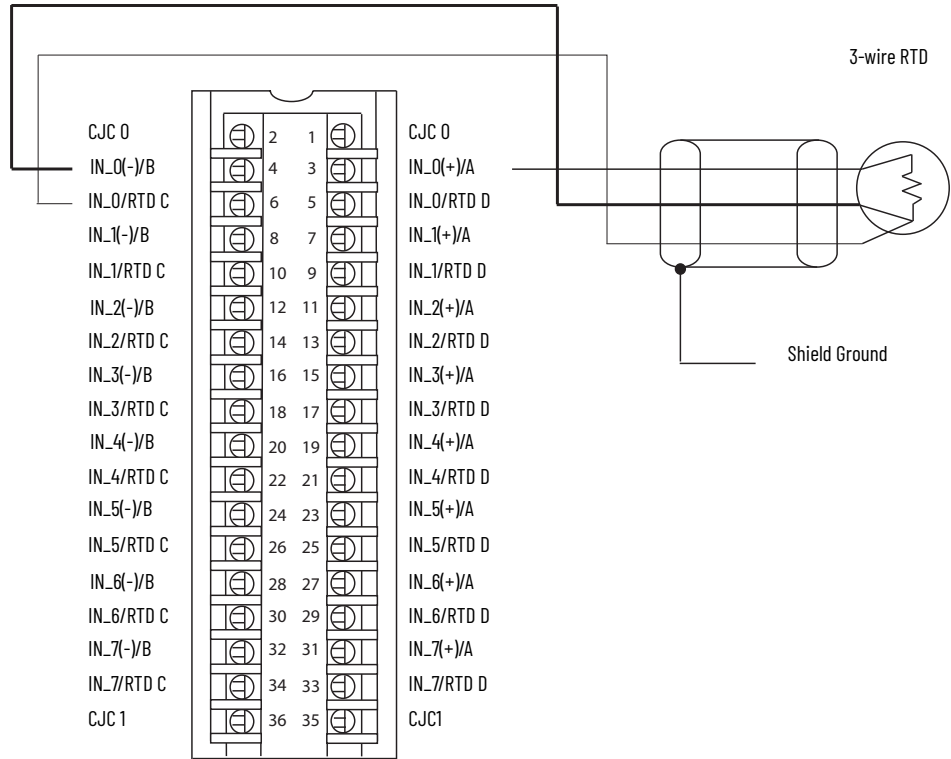 3-wire RTD
CJC 0 2 1 CJC 0
IN_0(-)/B 4 3 IN_0(+)/A
IN_0/RTD C 6 5 IN_0/RTD D
IN_1(-)/B 8 7 IN_1(+)/A
IN_1/RTD C 10 9 IN_1/RTD D
IN_2(-)/B 12 11 IN_2(+)/A
IN_2/RTD C 14 13 IN_2/RTD D
Shield Ground
IN_3(-)/B 16 15 IN_3(+)/A
IN_3/RTD C 18 17 IN_3/RTD D
IN_4(-)/B 20 19 IN_4(+)/A
IN_4/RTD C 22 21 IN_4/RTD D
IN_5(-)/B 24 23 IN_5(+)/A
IN_5/RTD C 26 25 IN_5/RTD D
IN_6(-)/B 28 27 IN_6(+)/A
IN_6/RTD C 30 29 IN_6/RTD D
IN_7(-)/B 32 31 IN_7(+)/A
IN_7/RTD C 34 33 IN_7/RTD D
CJC 1 36 35 CJC1